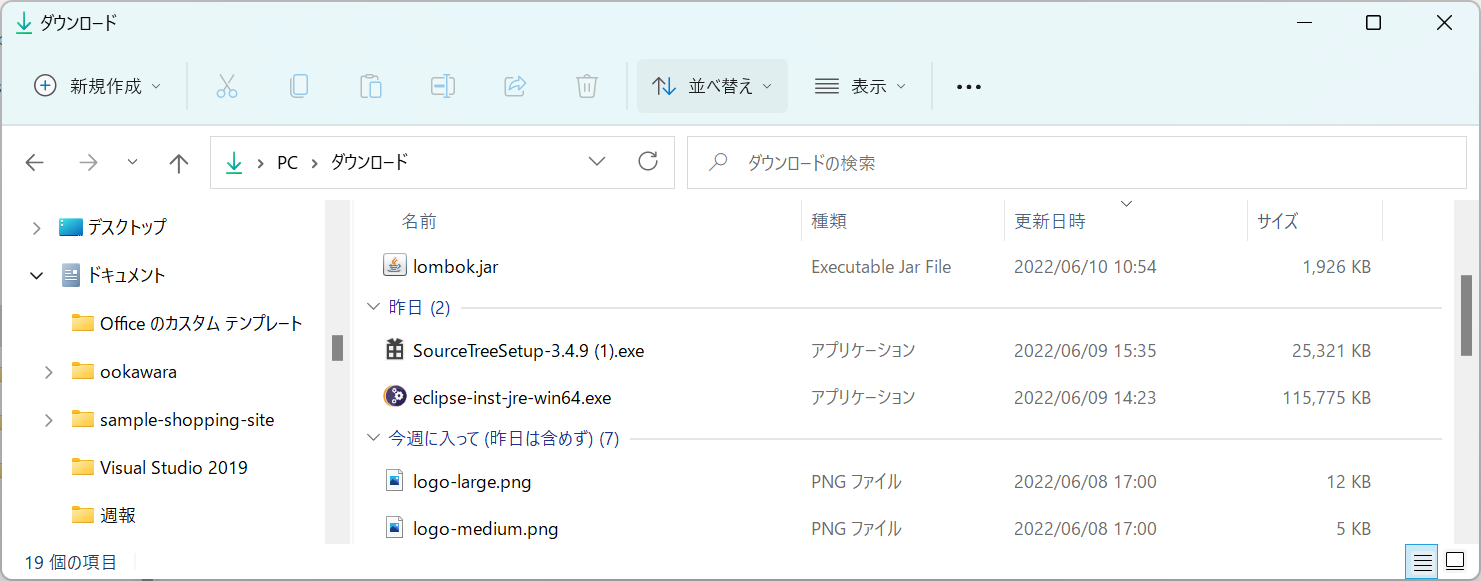 ダウンロード
新規作成 並べ替え 表示
PC ダウンロード ダウンロードの検索
デスクトップ
ドキュメント
Office のカスタム テンプレート
ookawara
sample-shopping-site
Visual Studio 2019
週報
名前 種類 更新日時 サイズ
lombok.jar Executable Jar File 2022/06/10 10:54 1,926 KB
昨日 (2)
SourceTreeSetup-3.4.9 (1).exe アプリケーション 2022/06/09 15:35 25,321 KB
eclipse-inst-jre-win64.exe アプリケーション 2022/06/09 14:23 115,775 KB
今週に入って (昨日は含めず) (7)
logo-large.png PNG ファイル 2022/06/08 17:00 12 KB
logo-medium.png PNG ファイル 2022/06/08 17:00 5 KB
19 個の項目